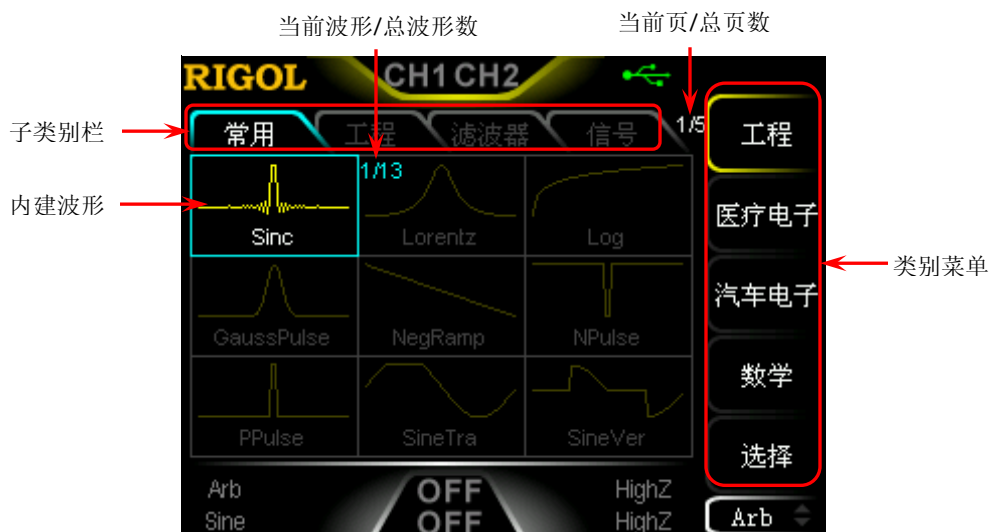 当前波形/总波形数
当前页/总页数
RIGOL CH1 CH2
子类别栏
常用 工程 滤波器 信号 1/5
工程
1/13
内建波形
Sinc Lorentz Log
医疗电子
类别菜单
汽车电子
GaussPulse NegRamp NPulse
数学
PPulse SineTra SineVer
选择
Arb OFF HighZ
Sine OFF HighZ
Arb